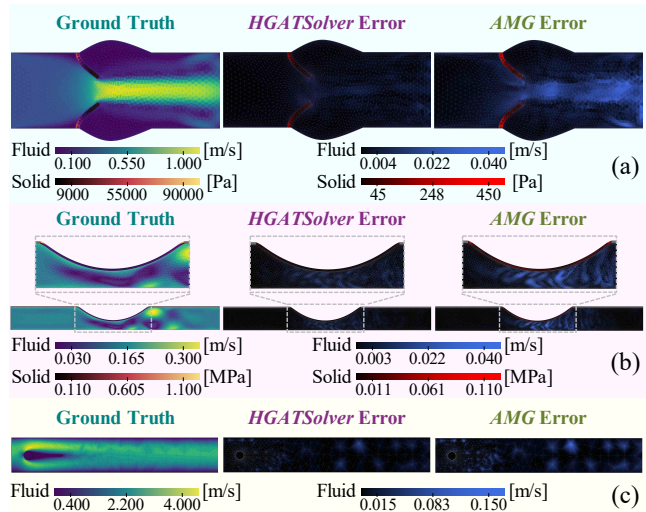 Ground Truth HGATSolver Error AMG Error
Fluid [m/s] Fluid [m/s]
0.100 0.550 1.000 0.004 0.022 0.040
Solid [Pa] Solid [Pa]
9000 55000 90000 45 248 450
(a)
Ground Truth HGATSolver Error AMG Error
Fluid [m/s] Fluid [m/s]
0.030 0.165 0.300 0.003 0.022 0.040
Solid [MPa] Solid [MPa]
0.110 0.605 1.100 0.011 0.061 0.110
(b)
Ground Truth HGATSolver Error AMG Error
Fluid [m/s] Fluid [m/s]
0.400 2.200 4.000 0.015 0.083 0.150
(c)